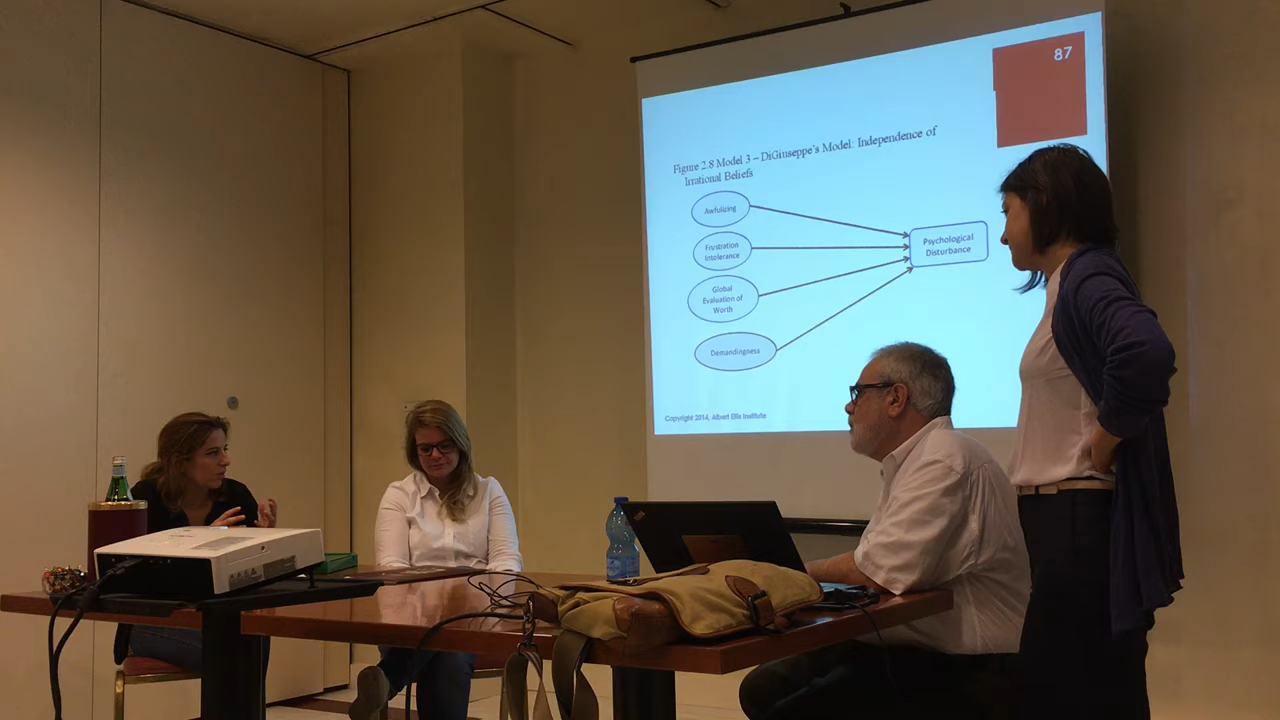 87
Figure 2.8 Model 3 – DiGiuseppe's Model: Independence of
Irrational Beliefs
Awfulizing
Frustration
Intolerance
Global
Evaluation of
Worth
Demandingness
Psychological
Disturbance
Copyright 2014, Albert Ellis Institute